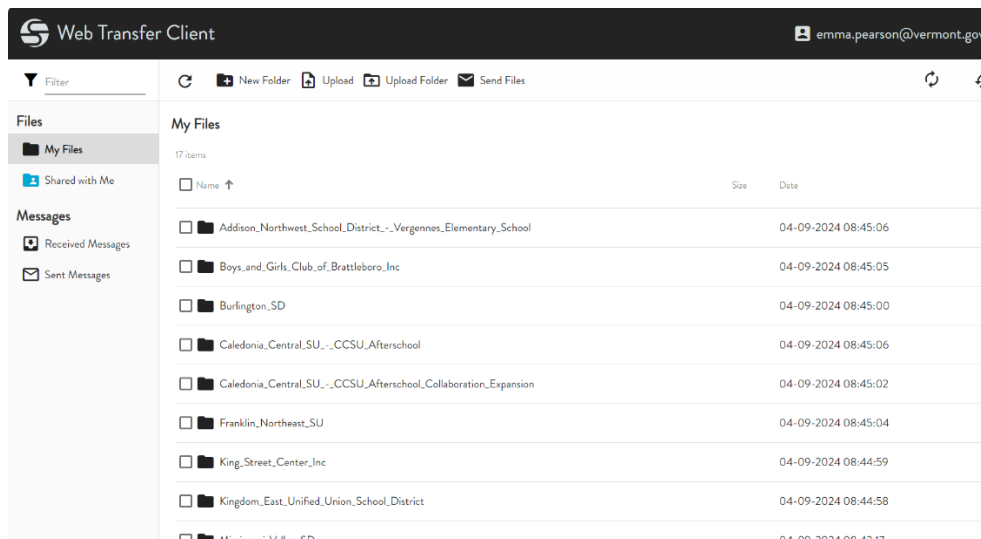 Web Transfer Client
emma.pearson@vermont.gov
Filter
New Folder Upload Upload Folder Send Files
Files
My Files
Shared with Me
Messages
Received Messages
Sent Messages
My Files
17 items
Name Size Date
Addison_Northwest_School_District_-_Vergennes_Elementary_School 04-09-2024 08:45:06
Boys_and_Girls_Club_of_Brattleboro_Inc 04-09-2024 08:45:05
Burlington_SD 04-09-2024 08:45:00
Caledonia_Central_SU_-_CCSU_Afterschool 04-09-2024 08:45:06
Caledonia_Central_SU_-_CCSU_Afterschool_Collaboration_Expansion 04-09-2024 08:45:02
Franklin_Northeast_SU 04-09-2024 08:45:04
King_Street_Center_Inc 04-09-2024 08:44:59
Kingdom_East_Unified_Union_School_District 04-09-2024 08:44:58